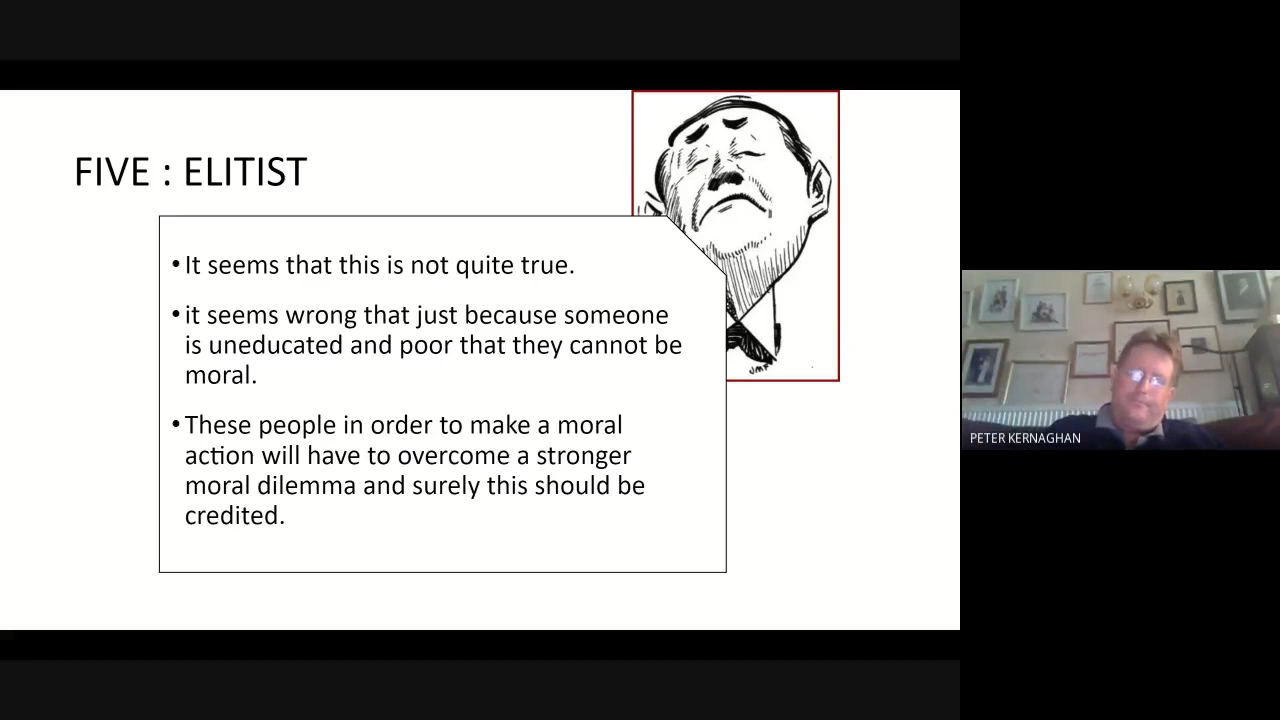 FIVE : ELITIST
• It seems that this is not quite true.
• it seems wrong that just because someone
is uneducated and poor that they cannot be
moral.
• These people in order to make a moral
action will have to overcome a stronger
moral dilemma and surely this should be
credited.
PETER KERNAGHAN